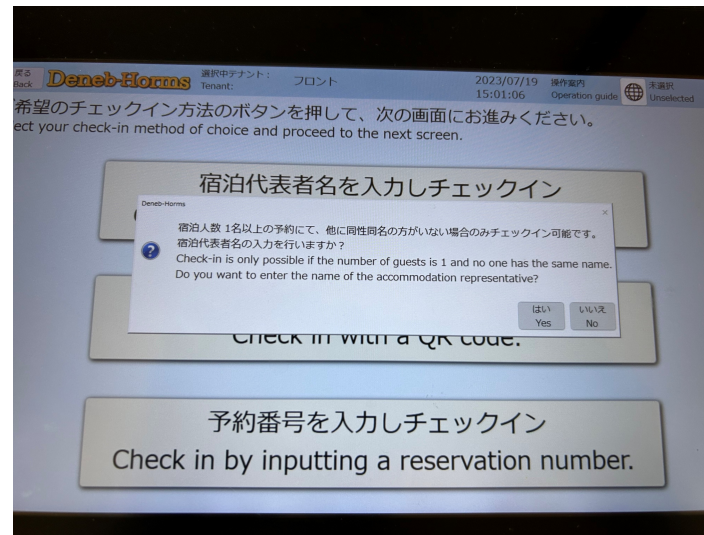 戻る
Back
Deneb-Horms
選択中テナント：
Tenant:
フロント
2023/07/19
15:01:06
操作案内
Operation guide
未選択
Unselected
希望のチェックイン方法のボタンを押して、次の画面にお進みください。
ect your check-in method of choice and proceed to the next screen.
宿泊代表者名を入力しチェックイン
Deneb-Horms
宿泊人数 1名以上の予約にて、他に同性同名の方がいない場合のみチェックイン可能です。
宿泊代表者名の入力を行いますか？
Check-in is only possible if the number of guests is 1 and no one has the same name.
Do you want to enter the name of the accommodation representative?
はい
Yes
いいえ
No
Check in with a QR code.
予約番号を入力しチェックイン
Check in by inputting a reservation number.